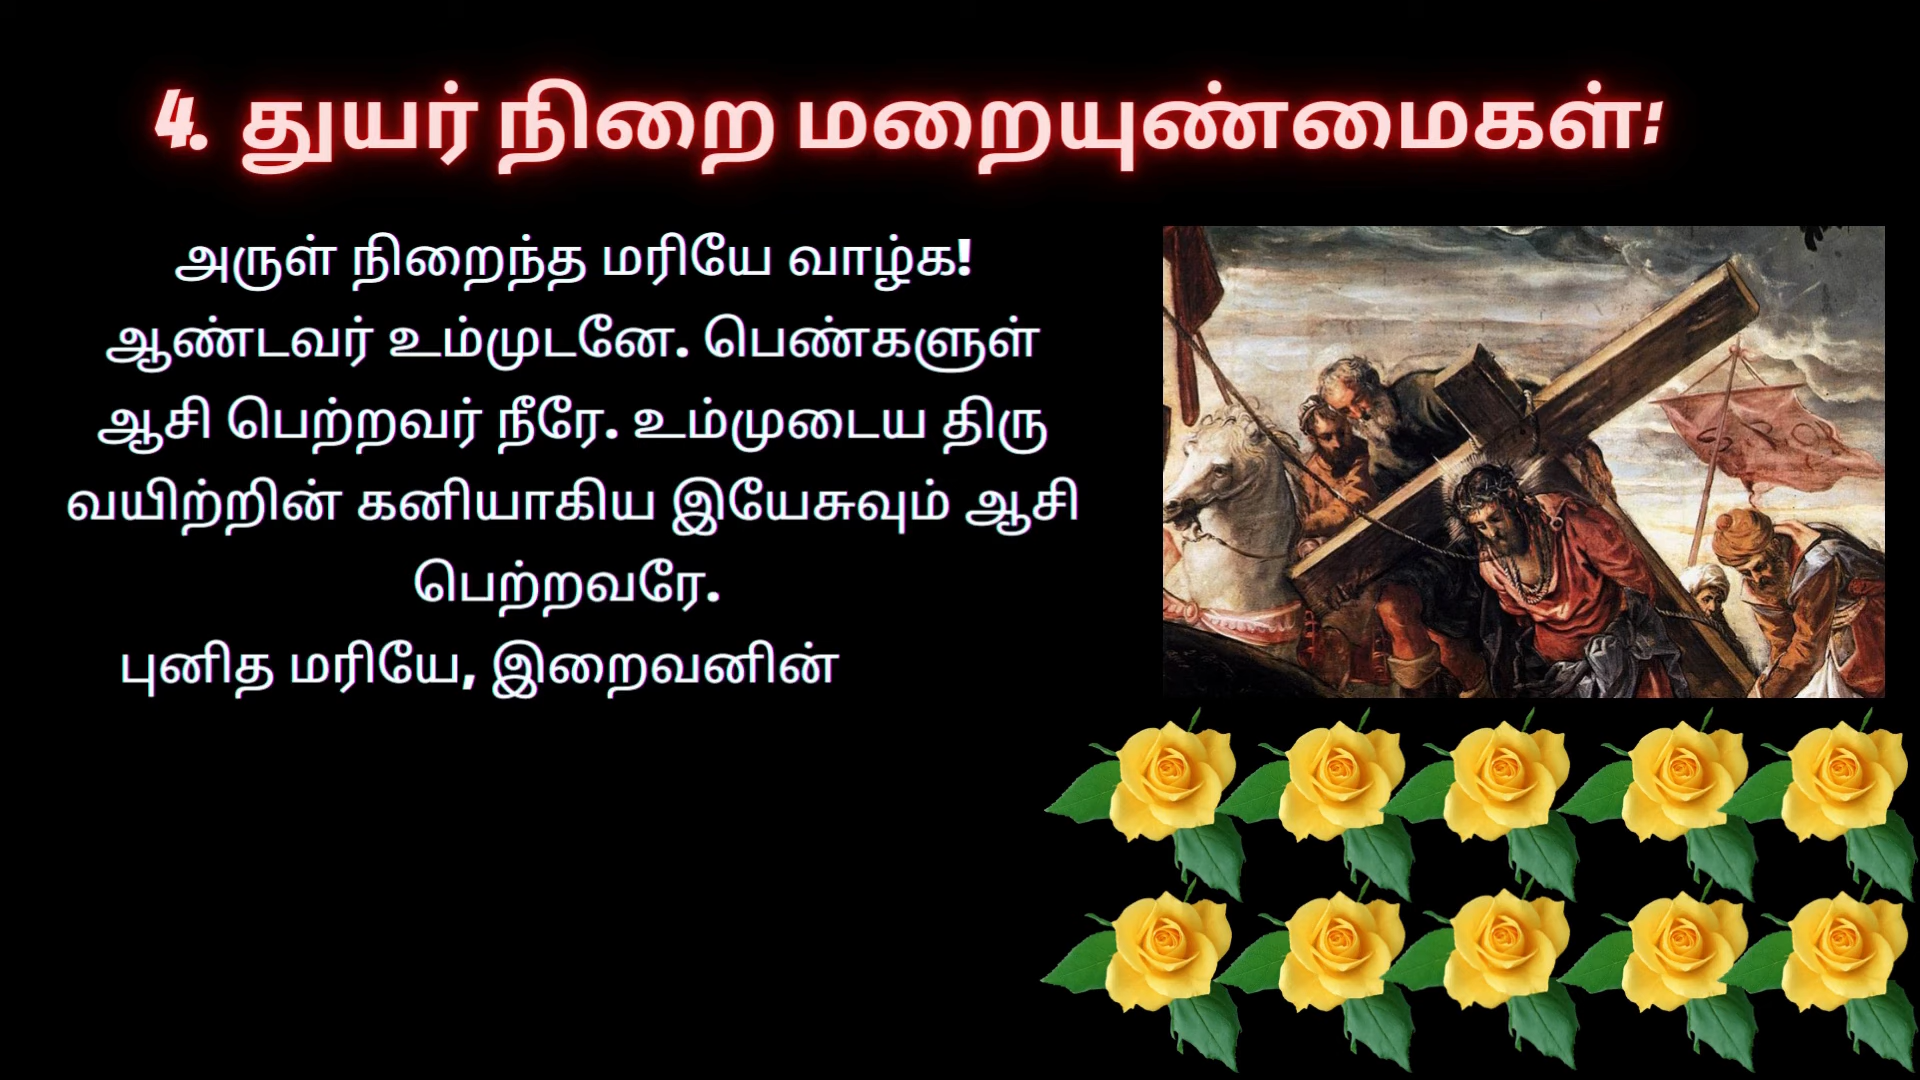 4. துயர் நிறை மறையுண்மைகள்:
அருள் நிறைந்த மரியே வாழ்க!
ஆண்டவர் உம்முடனே. பெண்களுள்
ஆசி பெற்றவர் நீரே. உம்முடைய திரு
வயிற்றின் கனியாகிய இயேசுவும் ஆசி
பெற்றவரே.
புனித மரியே, இறைவனின்